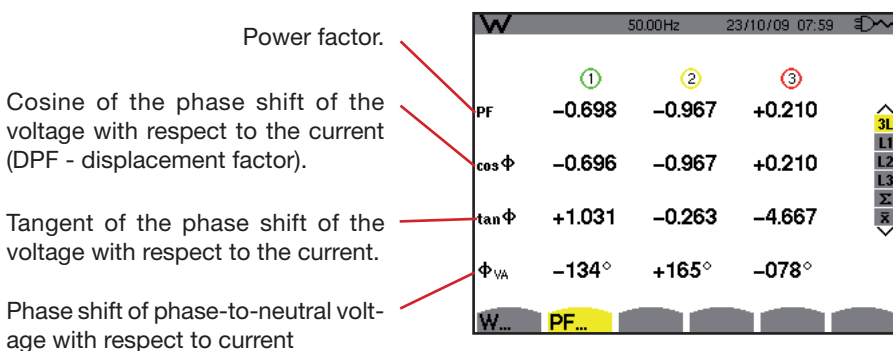 Power factor.
Cosine of the phase shift of the
voltage with respect to the current
(DPF - displacement factor).
Tangent of the phase shift of the
voltage with respect to the current.
Phase shift of phase-to-neutral volt-
age with respect to current
W 50.00Hz 23/10/09 07:59
1 2 3
PF -0.698 -0.967 +0.210
cos Φ -0.696 -0.967 +0.210
tan Φ +1.031 -0.263 -4.667
Φ VA -134° +165° -078°
3L
L1
L2
L3
Σ
x̄
W... PF...